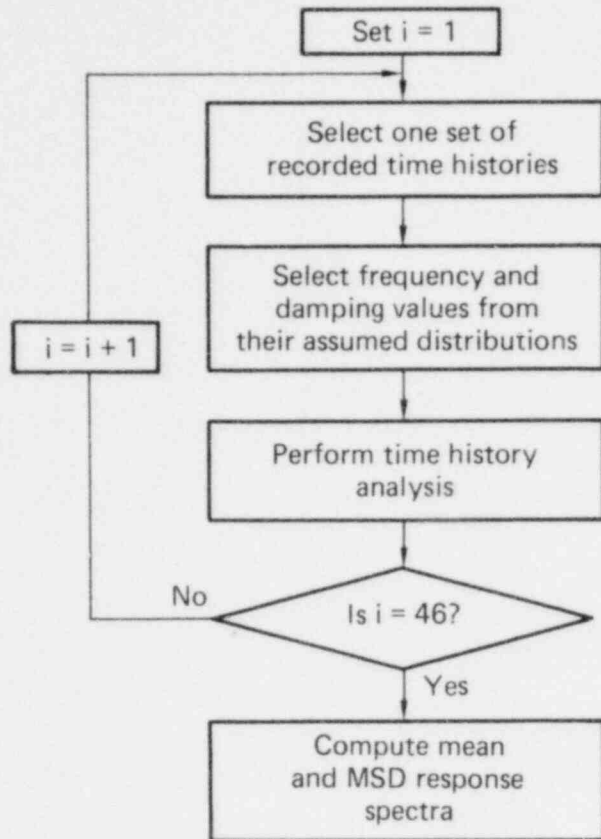 Set i = 1
Select one set of
recorded time histories
Select frequency and
damping values from
their assumed distributions
i = i + 1
Perform time history
analysis
No
Is i = 46?
Yes
Compute mean
and MSD response
spectra